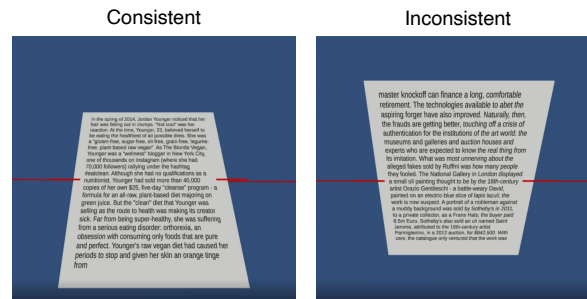 Consistent
In the spring of 2014, Jordan Younger noticed that her
hair was falling out in clumps. "Not cool" was her
reaction. At the time, Younger, 23, believed herself to
be eating the healthiest of all possible diets. She was
a "gluten-free, sugar-free, oil-free, grain-free, legume-
free, plant-based raw vegan". As The Blonde Vegan,
Younger was a "wellness" blogger in New York City,
one of thousands on Instagram (where she had
70,000 followers) rallying under the hashtag
#eatclean. Although she had no qualifications as a
nutritionist, Younger had sold more than 40,000
copies of her own $25, five-day "cleanse" program - a
formula for an all-raw, plant-based diet majoring on
green juice. But the "clean" diet that Younger was
selling as the route to health was making its creator
sick. Far from being super-healthy, she was suffering
from a serious eating disorder: orthorexia, an
obsession with consuming only foods that are pure
and perfect. Younger's raw vegan diet had caused her
periods to stop and given her skin an orange tinge
from
Inconsistent
master knockoff can finance a long, comfortable
retirement. The technologies available to abet the
aspiring forger have also improved. Naturally, then,
the frauds are getting better, touching off a crisis of
authentication for the institutions of the art world: the
museums and galleries and auction houses and
experts who are expected to know the real thing from
its imitation. What was most unnerving about the
alleged fakes sold by Ruffini was how many people
they fooled. The National Gallery in London displayed
a small oil painting thought to be by the 16th-century
artist Orazio Gentileschi - a battle-weary David,
painted on an electric-blue slice of lapis lazuli; the
work is now suspect. A portrait of a nobleman against
a muddy background was sold by Sotheby's in 2011,
to a private collector, as a Frans Hals; the buyer paid
8.5m Euro. Sotheby's also sold an oil named Saint
Jerome, attributed to the 16th-century artist
Parmigianino, in a 2012 auction, for $842,500. With
care, the catalogue only ventured that the work was